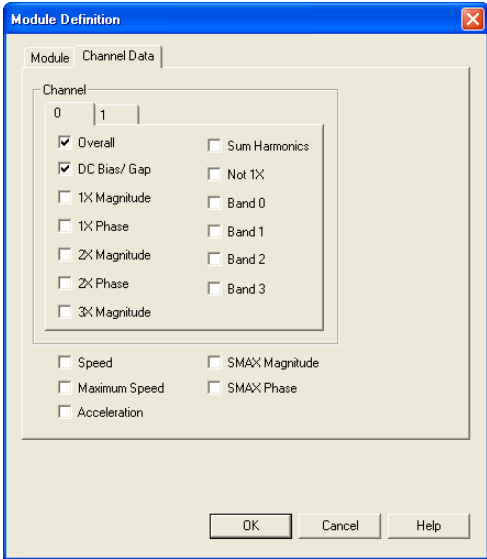 Module Definition
Module Channel Data
Channel
0 1
Overall Sum Harmonics
DC Bias/ Gap Not 1X
1X Magnitude Band 0
1X Phase Band 1
2X Magnitude Band 2
2X Phase Band 3
3X Magnitude
Speed SMAX Magnitude
Maximum Speed SMAX Phase
Acceleration
OK Cancel Help